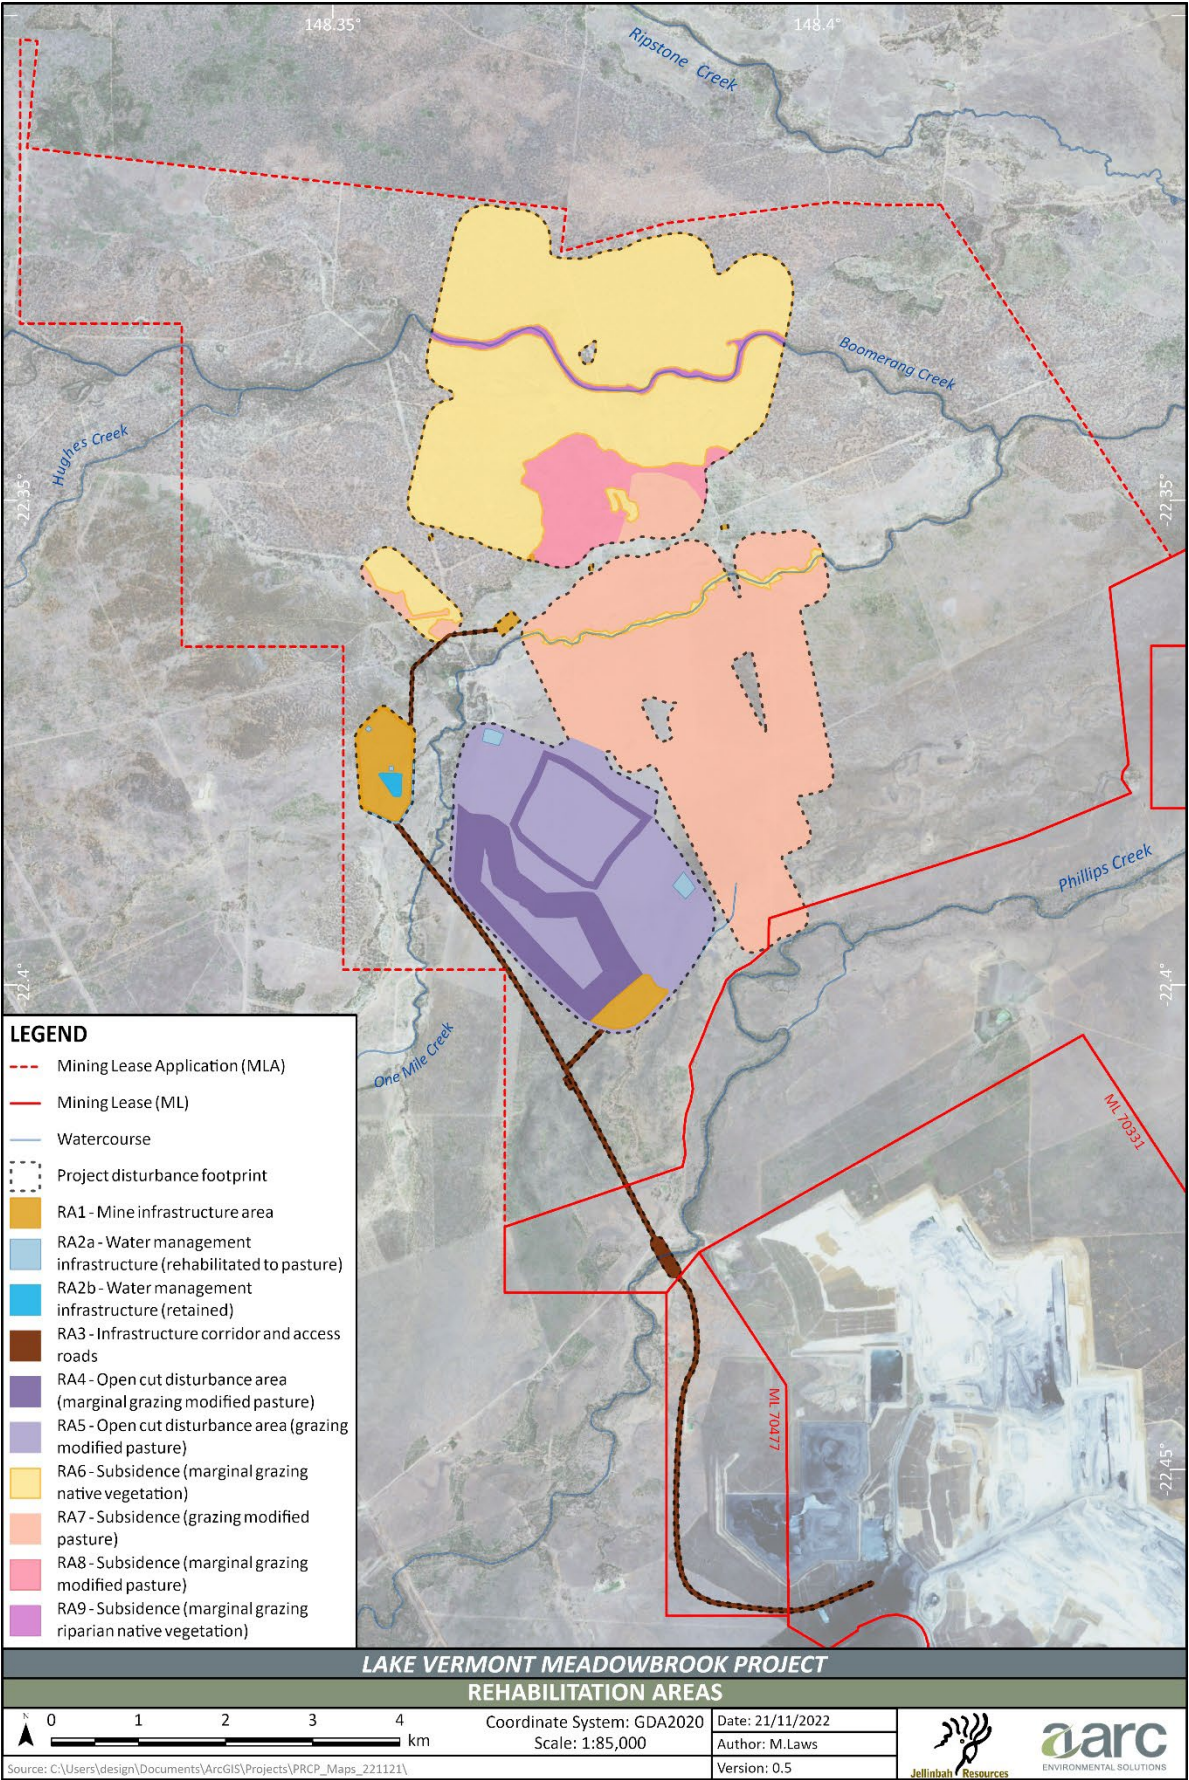 148.35°
148.4°
Ripstone Creek
Boomerang Creek
Hughes Creek
-22.35°
-22.35°
Phillips Creek
-22.4°
-22.4°
One Mile Creek
ML 70331
ML 70477
-22.45°
LEGEND
Mining Lease Application (MLA)
Mining Lease (ML)
Watercourse
Project disturbance footprint
RA1 - Mine infrastructure area
RA2a - Water management
infrastructure (rehabilitated to pasture)
RA2b - Water management
infrastructure (retained)
RA3 - Infrastructure corridor and access
roads
RA4 - Open cut disturbance area
(marginal grazing modified pasture)
RA5 - Open cut disturbance area (grazing
modified pasture)
RA6 - Subsidence (marginal grazing
native vegetation)
RA7 - Subsidence (grazing modified
pasture)
RA8 - Subsidence (marginal grazing
modified pasture)
RA9 - Subsidence (marginal grazing
riparian native vegetation)
LAKE VERMONT MEADOWBROOK PROJECT
REHABILITATION AREAS
N
0 1 2 3 4
km
Coordinate System: GDA2020
Scale: 1:85,000
Source: C:\Users\design\Documents\ArcGIS\Projects\PRCP_Maps_221121\
Date: 21/11/2022
Author: M.Laws
Version: 0.5
Jellinbah Resources
aarc
ENVIRONMENTAL SOLUTIONS